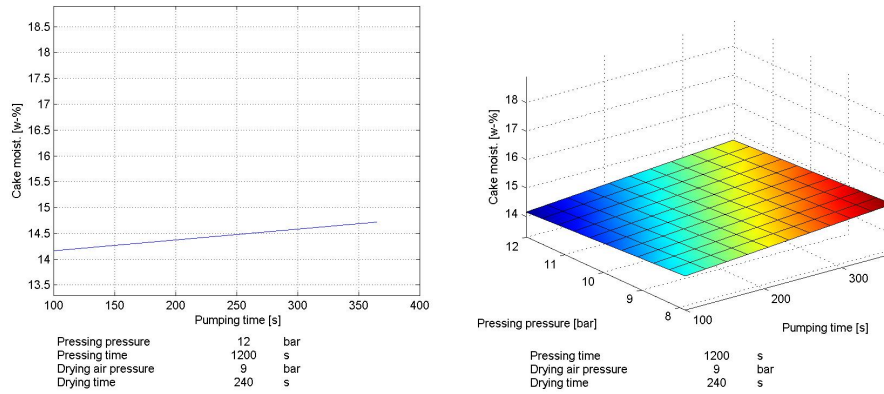 18.5
18
17.5
17
16.5
16
15.5
15
14.5
14
13.5
Cake moist. [w-%]
100 150 200 250 300 350 400
Pumping time [s]
Pressing pressure 12 bar
Pressing time 1200 s
Drying air pressure 9 bar
Drying time 240 s
18
17
16
15
14
Cake moist. [w-%]
12
11
10
9
8
Pressing pressure [bar]
100
200
300
Pumping time [s]
Pressing time 1200 s
Drying air pressure 9 bar
Drying time 240 s